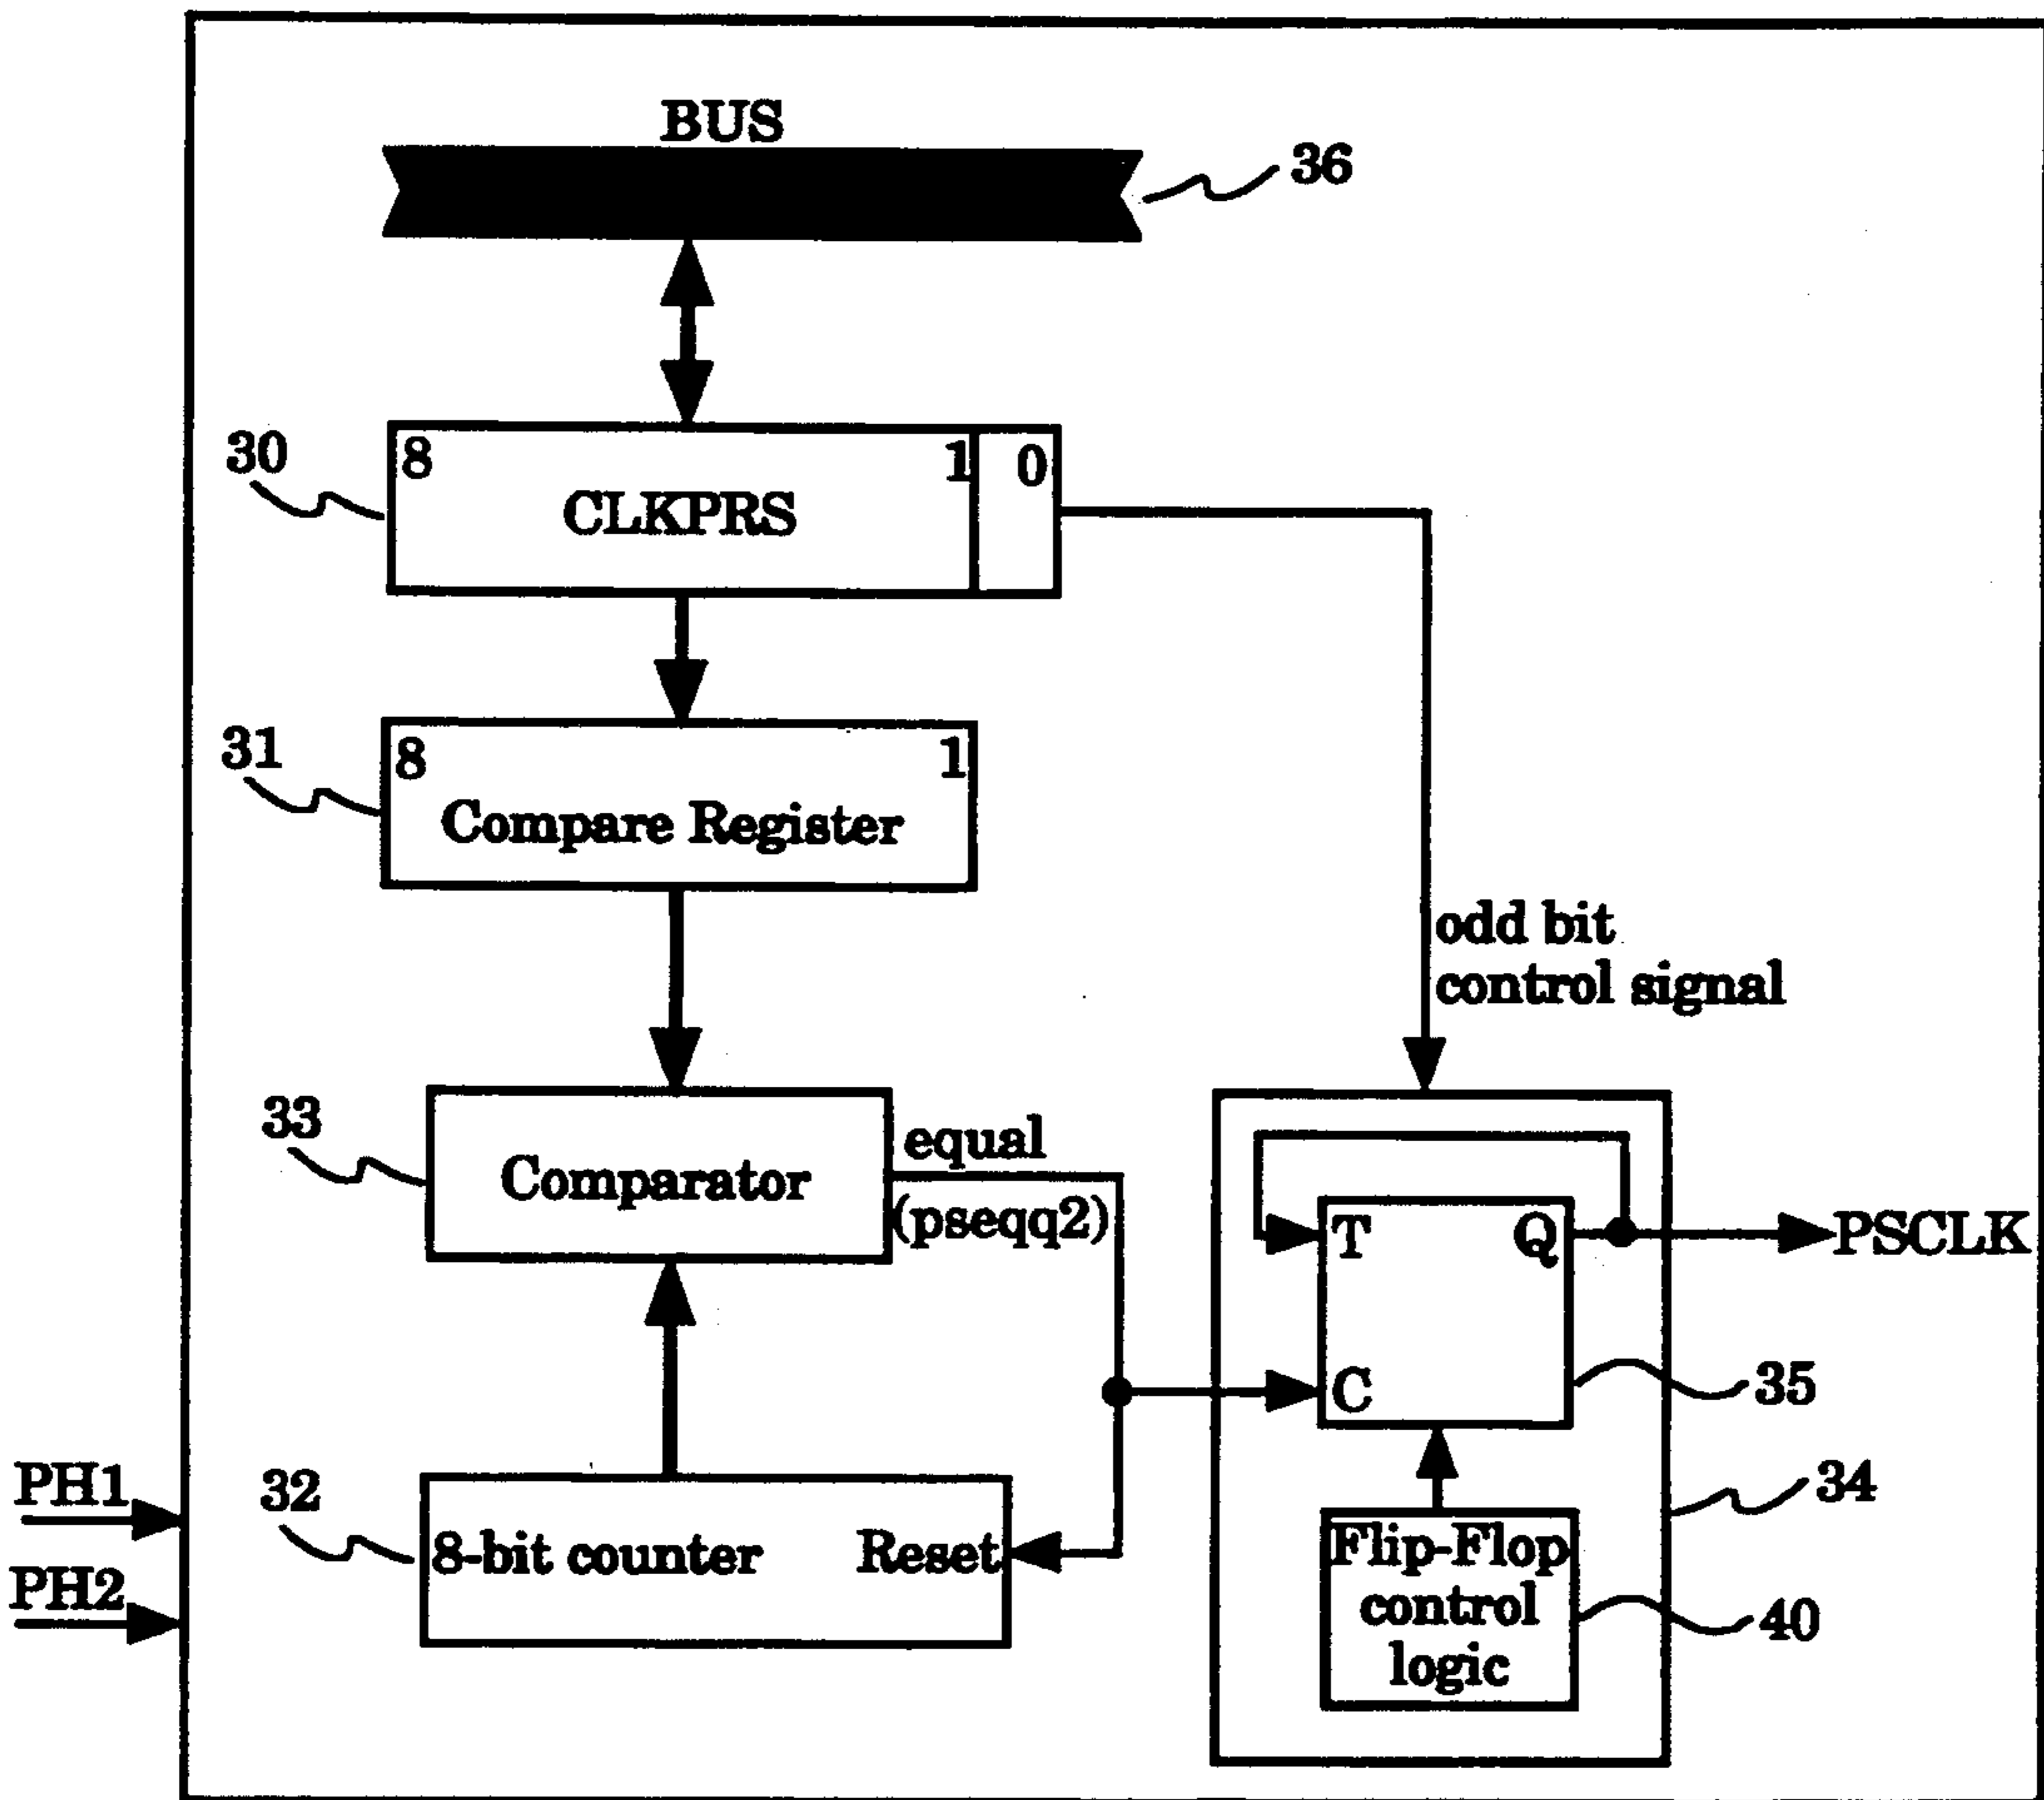 BUS
36
30
8 1 0
CLKPRS
31
8 1
Compare Register
odd bit
control signal
33
Comparator
equal
(pseqq2)
T Q
PSCLK
C
35
PH1
PH2
32
8-bit counter Reset
34
Flip-Flop
control
logic
40